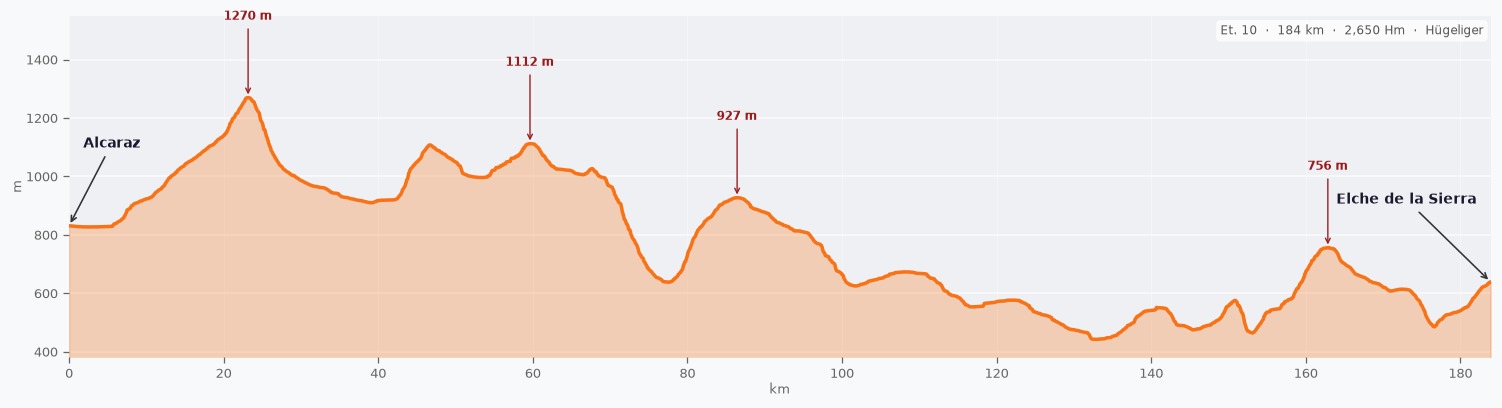 1270 m
Et. 10 · 184 km · 2,650 Hm · Hügeliger
1112 m
927 m
Alcaraz
756 m
Elche de la Sierra
m
1400
1200
1000
800
600
400
0 20 40 60 80 100 120 140 160 180
km